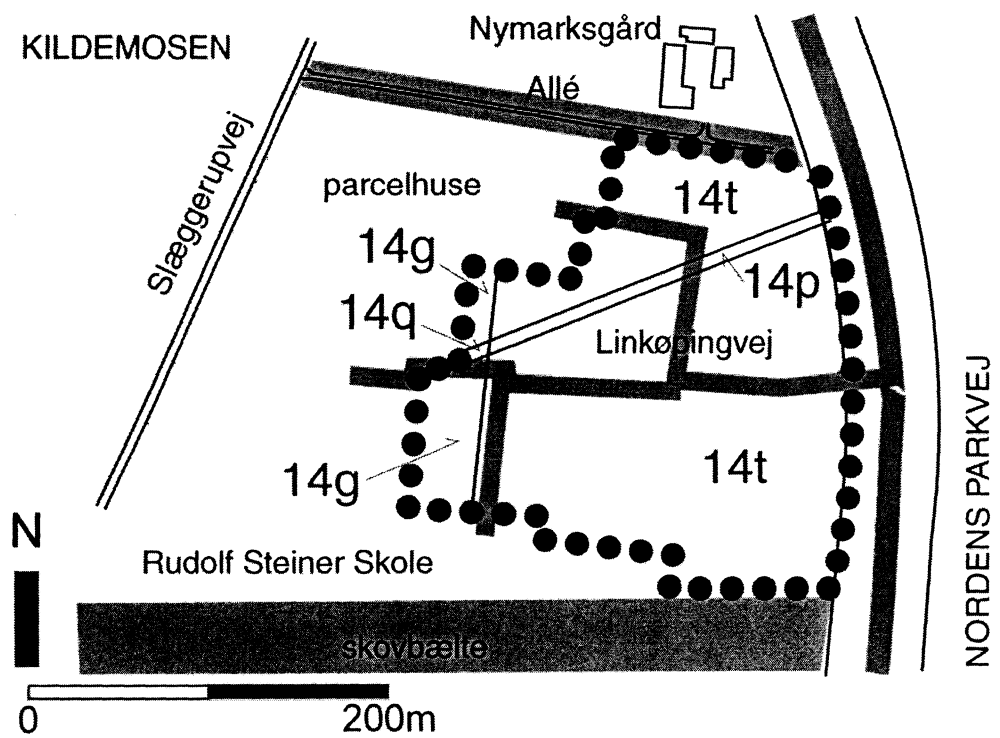 Nymarksgård
KILDEMOSEN
Allé
Slæggerupvej
parcelhuse
14t
14g
14p
14q
Linkøpingvej
14g
14t
NORDENS PARKVEJ
N
Rudolf Steiner Skole
skovbælte
0
200m